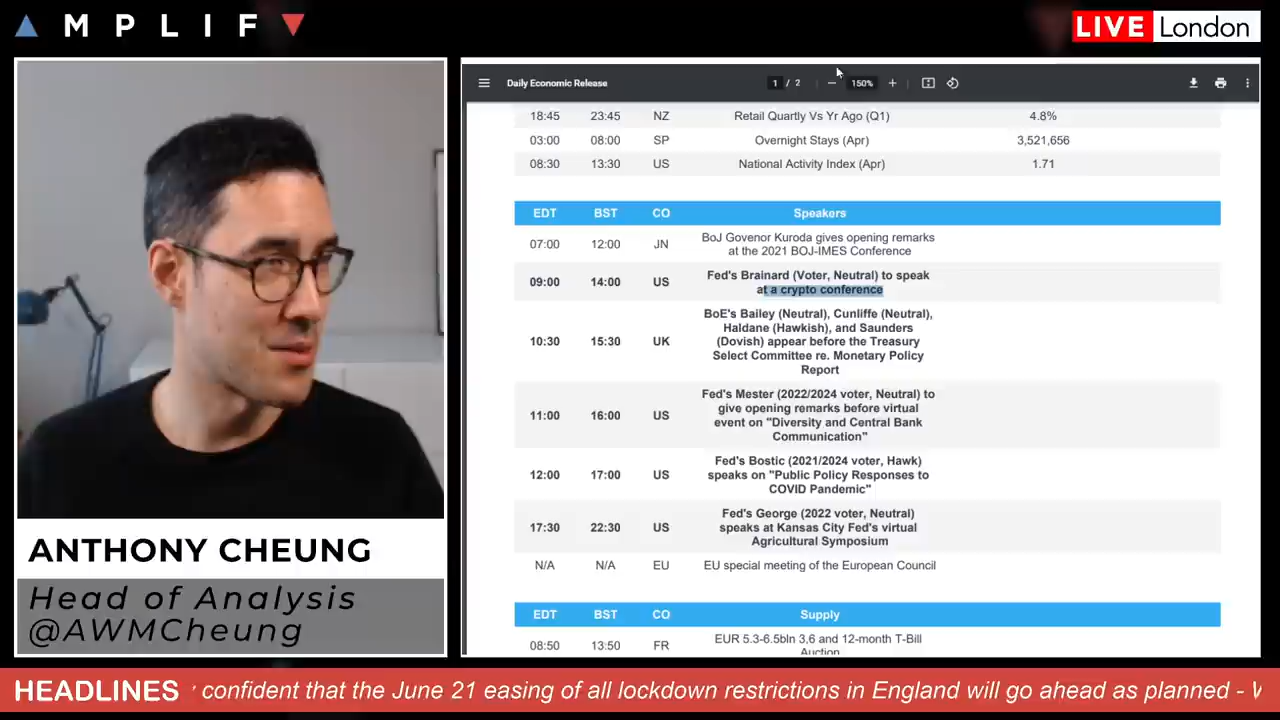 AMPLIFY
LIVE London
Daily Economic Release
1 / 2
150%
18:45 23:45 NZ Retail Quartly Vs Yr Ago (Q1) 4.8%
03:00 08:00 SP Overnight Stays (Apr) 3,521,656
08:30 13:30 US National Activity Index (Apr) 1.71
EDT BST CO Speakers
07:00 12:00 JN BoJ Govenor Kuroda gives opening remarks
at the 2021 BOJ-IMES Conference
09:00 14:00 US Fed's Brainard (Voter, Neutral) to speak
at a crypto conference
10:30 15:30 UK BoE's Bailey (Neutral), Cunliffe (Neutral),
Haldane (Hawkish), and Saunders
(Dovish) appear before the Treasury
Select Committee re. Monetary Policy
Report
11:00 16:00 US Fed's Mester (2022/2024 voter, Neutral) to
give opening remarks before virtual
event on "Diversity and Central Bank
Communication"
12:00 17:00 US Fed's Bostic (2021/2024 voter, Hawk)
speaks on "Public Policy Responses to
COVID Pandemic"
17:30 22:30 US Fed's George (2022 voter, Neutral)
speaks at Kansas City Fed's virtual
Agricultural Symposium
N/A N/A EU EU special meeting of the European Council
EDT BST CO Supply
08:50 13:50 FR EUR 5.3-6.5bln 3,6 and 12-month T-Bill
Auction
ANTHONY CHEUNG
Head of Analysis
@AWMCheung
HEADLINES confident that the June 21 easing of all lockdown restrictions in England will go ahead as planned -